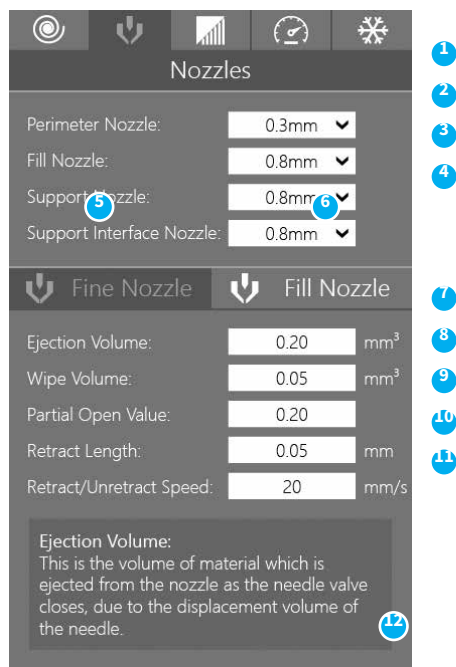 Nozzles
1
2
Perimeter Nozzle: 0.3mm
3
Fill Nozzle: 0.8mm
4
Support Nozzle: 0.8mm
5
6
Support Interface Nozzle: 0.8mm
Fine Nozzle Fill Nozzle
7
Ejection Volume: 0.20 mm³
8
Wipe Volume: 0.05 mm³
9
Partial Open Value: 0.20
10
Retract Length: 0.05 mm
11
Retract/Unretract Speed: 20 mm/s
Ejection Volume:
This is the volume of material which is
ejected from the nozzle as the needle valve
closes, due to the displacement volume of
the needle.
12